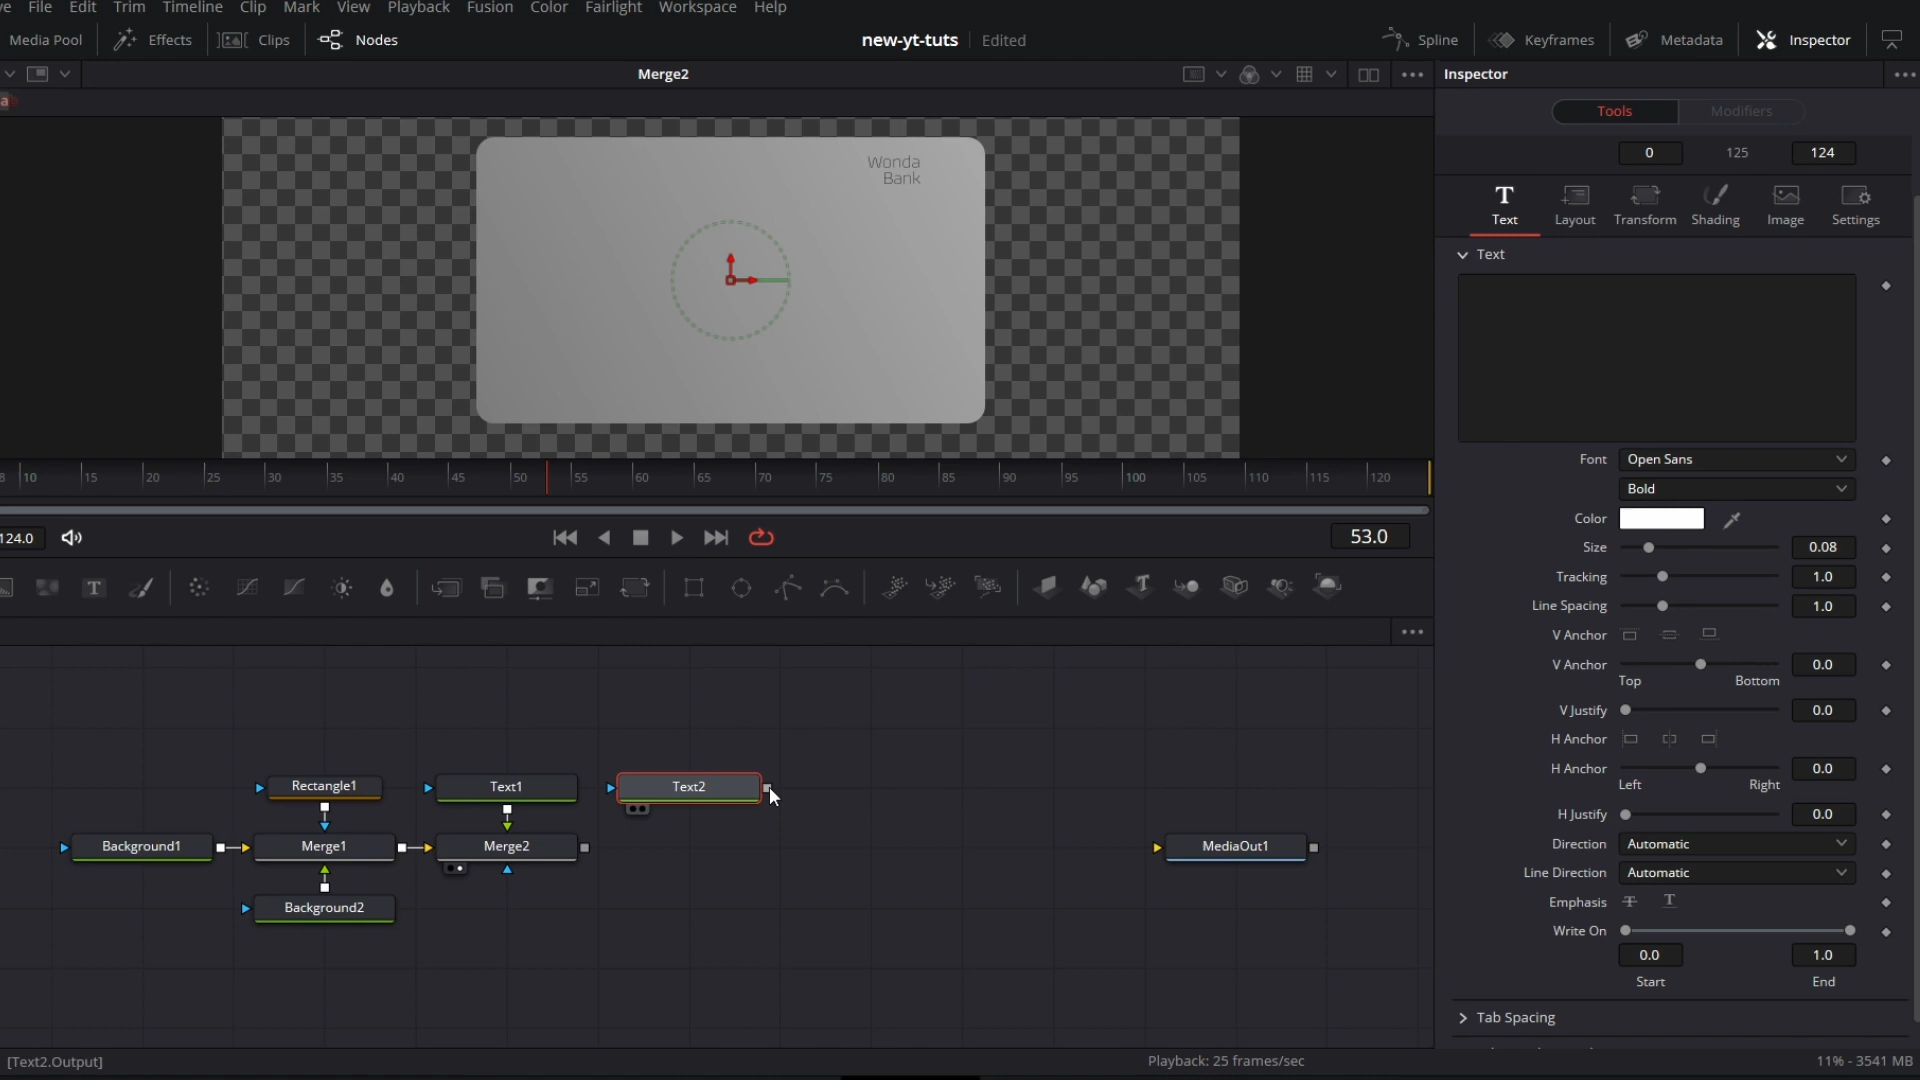 File Edit Trim Timeline Clip Mark View Playback Fusion Color Fairlight Workspace Help
Media Pool Effects Clips Nodes new-yt-tuts Edited Spline Keyframes Metadata Inspector
Merge2 Inspector
Tools Modifiers
0 125 124
Text Layout Transform Shading Image Settings
Text
Wonda
Bank
Font Open Sans
Bold
Color
Size 0.08
Tracking 1.0
Line Spacing 1.0
V Anchor
V Anchor 0.0
Top Bottom
V Justify 0.0
H Anchor
H Anchor 0.0
Left Right
H Justify 0.0
Direction Automatic
Line Direction Automatic
Emphasis
Write On
0.0 1.0
Start End
Tab Spacing
10 15 20 25 30 35 40 45 50 55 60 65 70 75 80 85 90 95 100 105 110 115 120
124.0 53.0
Rectangle1 Text1 Text2
Background1 Merge1 Merge2 MediaOut1
Background2
[Text2.Output] Playback: 25 frames/sec 11% - 3541 MB